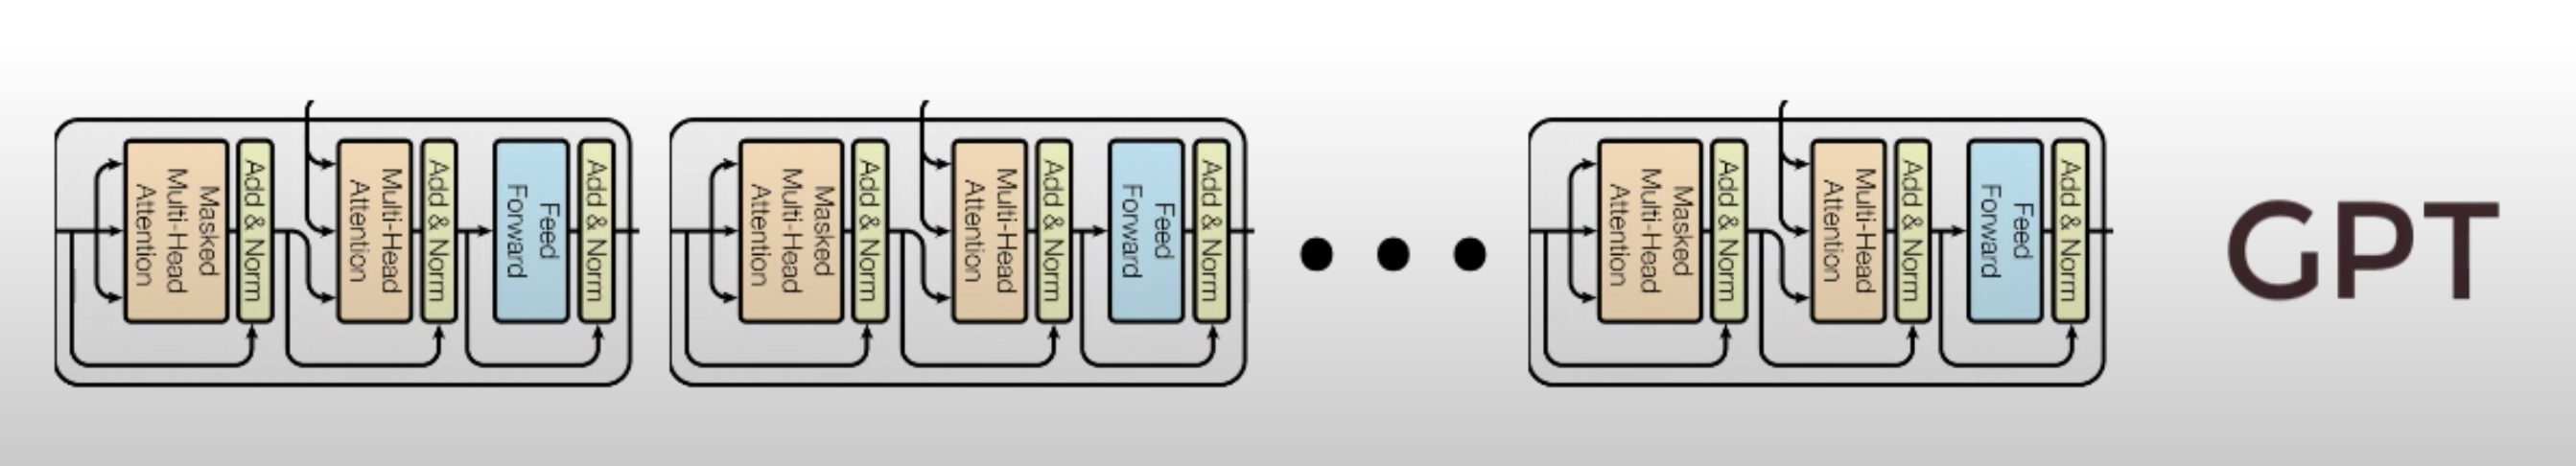 Masked
Multi-Head
Attention
Add & Norm
Multi-Head
Attention
Add & Norm
Feed
Forward
Add & Norm
Masked
Multi-Head
Attention
Add & Norm
Multi-Head
Attention
Add & Norm
Feed
Forward
Add & Norm
Masked
Multi-Head
Attention
Add & Norm
Multi-Head
Attention
Add & Norm
Feed
Forward
Add & Norm
GPT